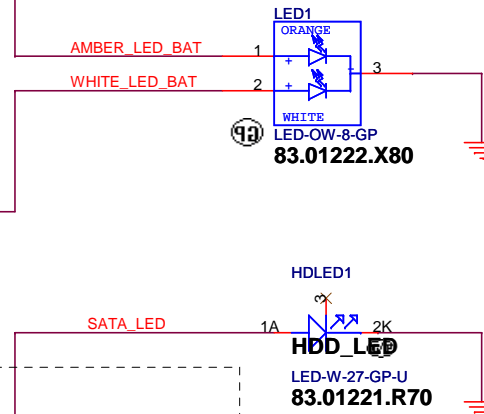 LED1
ORANGE
AMBER_LED_BAT
1
3
WHITE_LED_BAT
2
WHITE
GP
LED-OW-8-GP
83.01222.X80
HDLED1
3
SATA_LED
1A
2K
HDD_LED
LED-W-27-GP-U
83.01221.R70